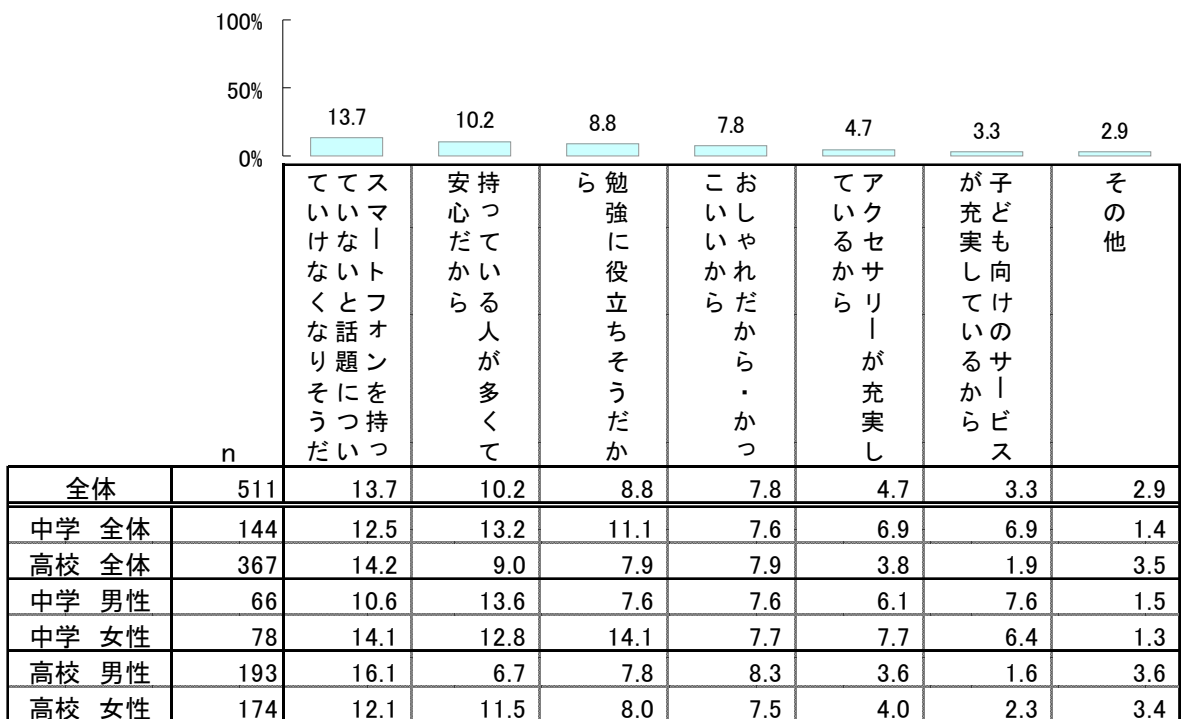 100%
50%
0%
13.7 10.2 8.8 7.8 4.7 3.3 2.9
スマートフォンを持っ
ていないと話題につい
ていけなくなりそうだ
持っている人が多くて
安心だから
勉強に役立ちそうだか
ら
おしゃれだから・かっ
こいいから
アクセサリーが充実し
ているから
子ども向けのサービス
が充実しているから
その他
n
全体 511 13.7 10.2 8.8 7.8 4.7 3.3 2.9
中学 全体 144 12.5 13.2 11.1 7.6 6.9 6.9 1.4
高校 全体 367 14.2 9.0 7.9 7.9 3.8 1.9 3.5
中学 男性 66 10.6 13.6 7.6 7.6 6.1 7.6 1.5
中学 女性 78 14.1 12.8 14.1 7.7 7.7 6.4 1.3
高校 男性 193 16.1 6.7 7.8 8.3 3.6 1.6 3.6
高校 女性 174 12.1 11.5 8.0 7.5 4.0 2.3 3.4